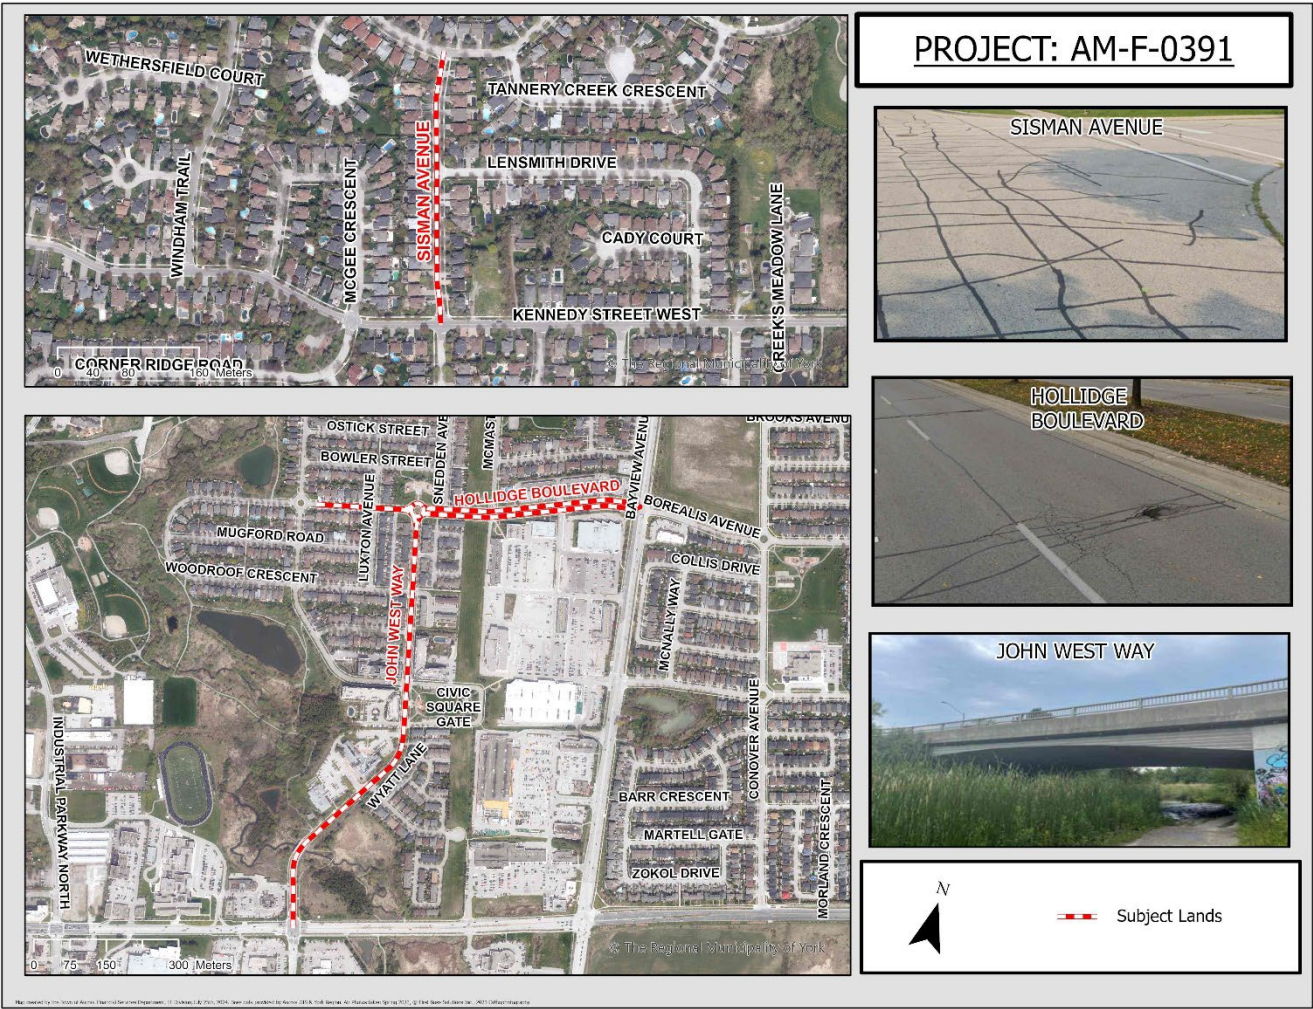 PROJECT: AM-F-0391
WETHERSFIELD COURT
TANNERY CREEK CRESCENT
SISMAN AVENUE
LENSMITH DRIVE
WINDHAM TRAIL
MCGEE CRESCENT
CADY COURT
CREEK'S MEADOW LANE
KENNEDY STREET WEST
CORNER RIDGE ROAD
0 40 80 160 Meters
© The Regional Municipality of York
SISMAN AVENUE
HOLLIDGE
BOULEVARD
JOHN WEST WAY
OSTICK STREET
BOWLER STREET
SNEDDEN AVE
MCMAST
BAYVIEW AVENU
BROOKS AVENU
HOLLIDGE BOULEVARD
BOREALIS AVENUE
LUXTON AVENUE
MUGFORD ROAD
WOODROOF CRESCENT
COLLIS DRIVE
MCNALLY WAY
JOHN WEST WAY
CIVIC
SQUARE
GATE
WYATT LANE
INDUSTRIAL PARKWAY NORTH
CONOVER AVENUE
BARR CRESCENT
MARTELL GATE
ZOKOL DRIVE
MORLAND CRESCENT
© The Regional Municipality of York
0 75 150 300 Meters
N
Subject Lands